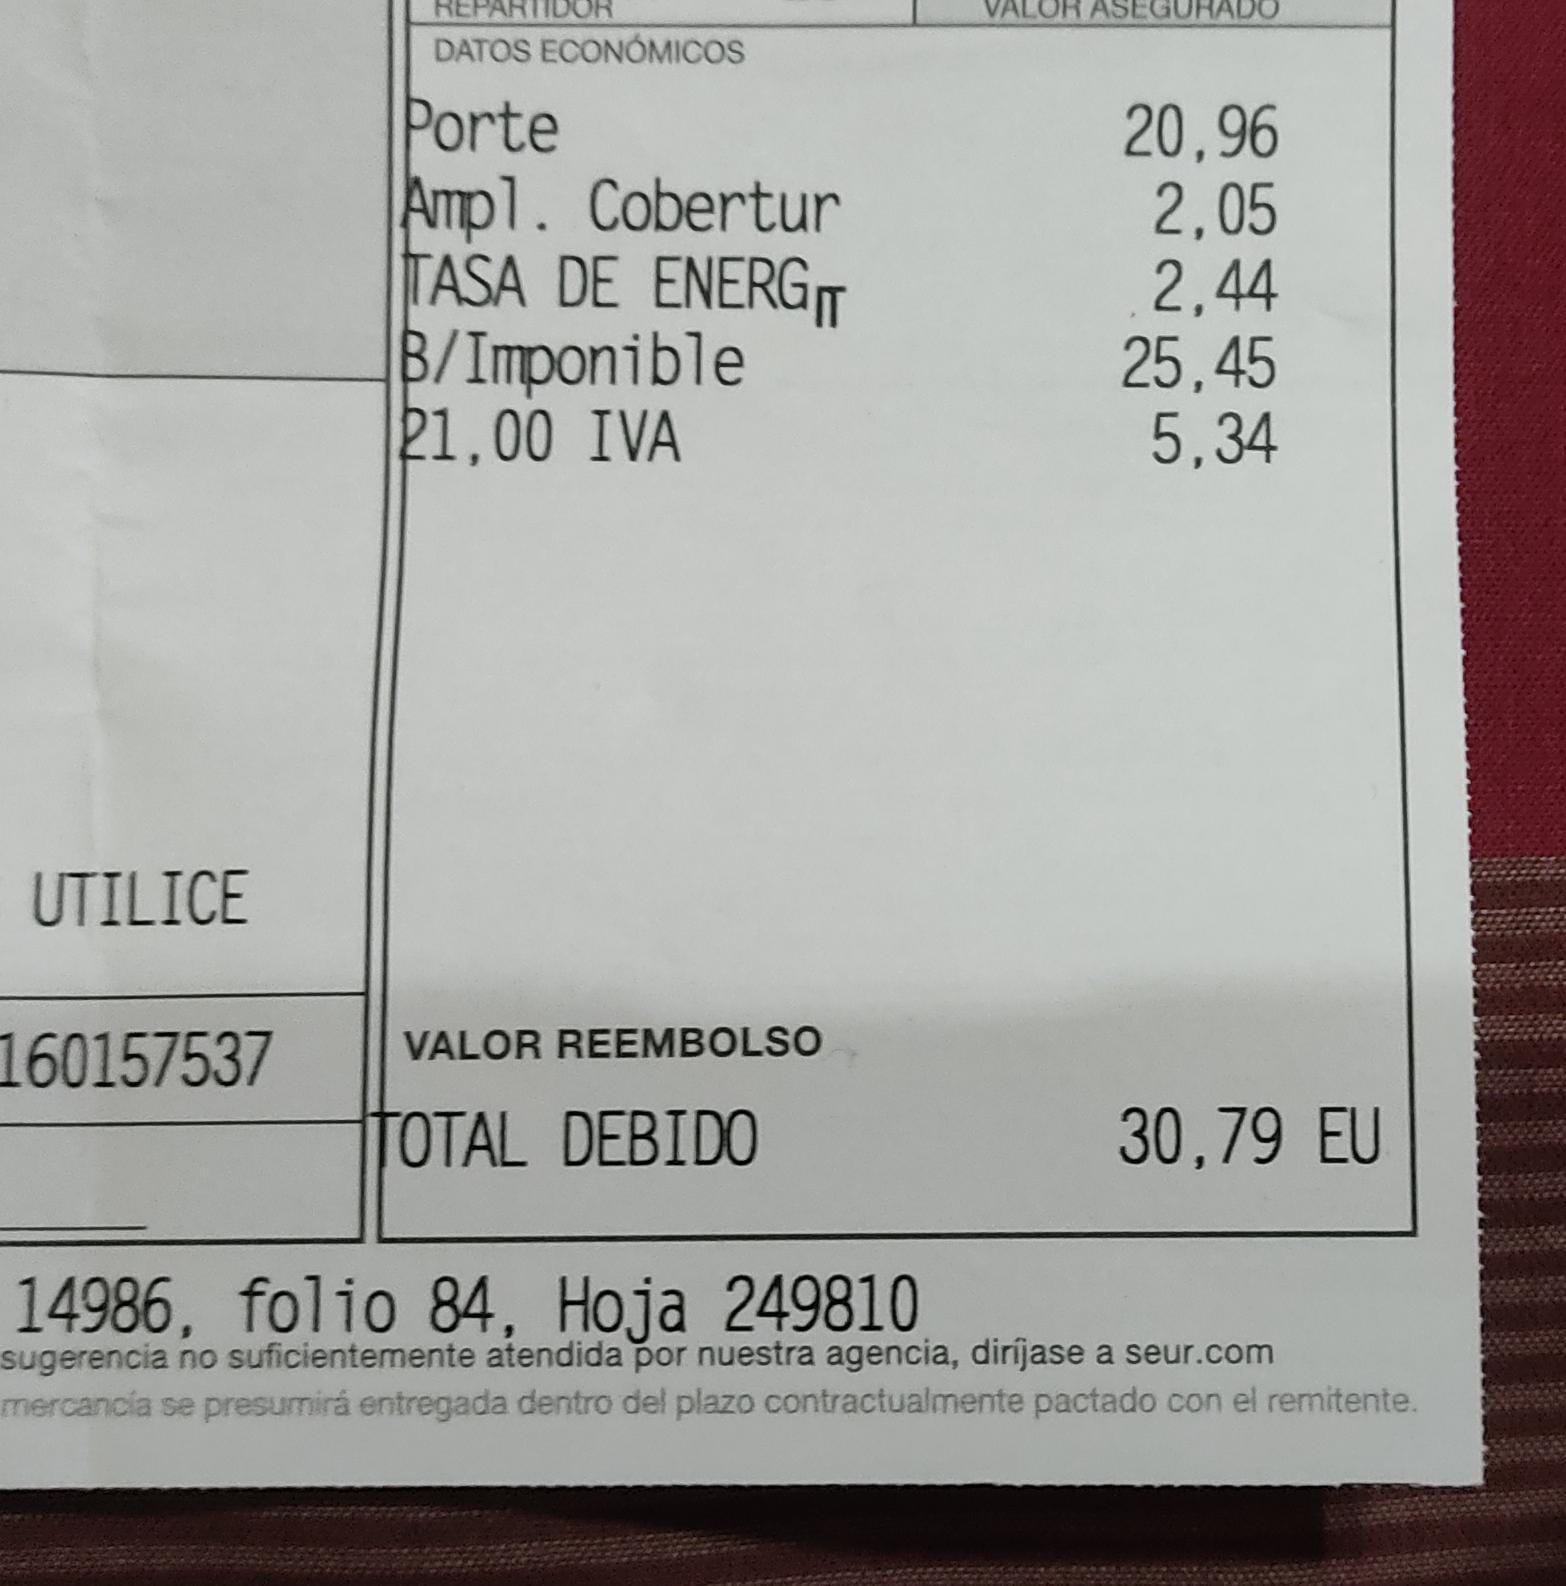 REPARTIDOR
VALOR ASEGURADO
DATOS ECONÓMICOS
Porte 20,96
Ampl. Cobertur 2,05
TASA DE ENERG 2,44
B/Imponible 25,45
21,00 IVA 5,34
UTILICE
160157537
VALOR REEMBOLSO
TOTAL DEBIDO 30,79 EU
14986, folio 84, Hoja 249810
sugerencia no suficientemente atendida por nuestra agencia, diríjase a seur.com
mercancía se presumirá entregada dentro del plazo contractualmente pactado con el remitente.